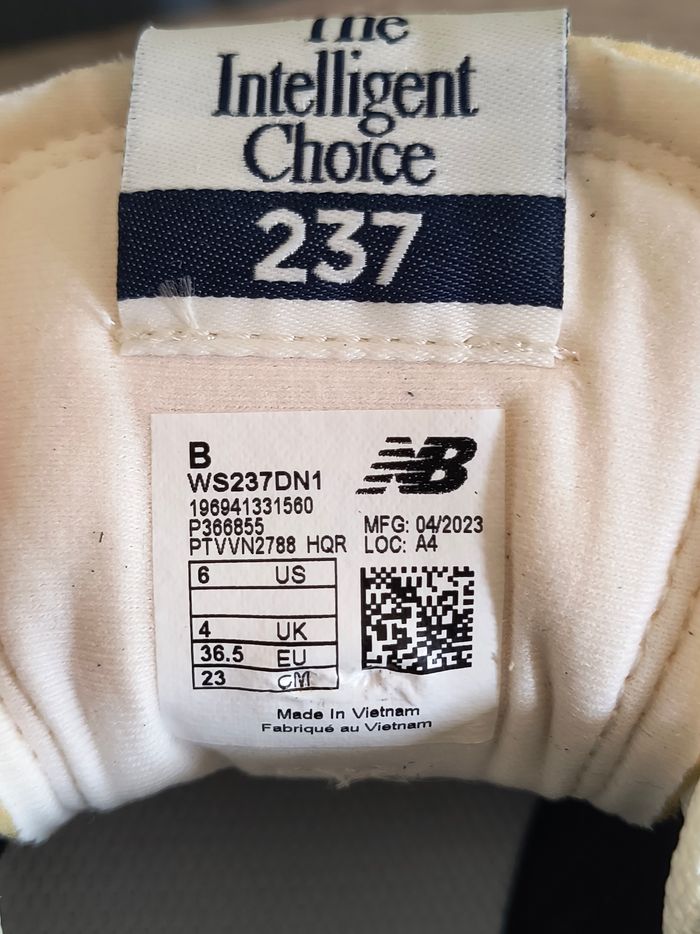 The
Intelligent
Choice
237
B
WS237DN1
NB
196941331560
P366855
MFG: 04/2023
PTVVN2788 HQR
LOC: A4
6 US
4 UK
36.5 EU
23 CM
Made In Vietnam
Fabriqué au Vietnam